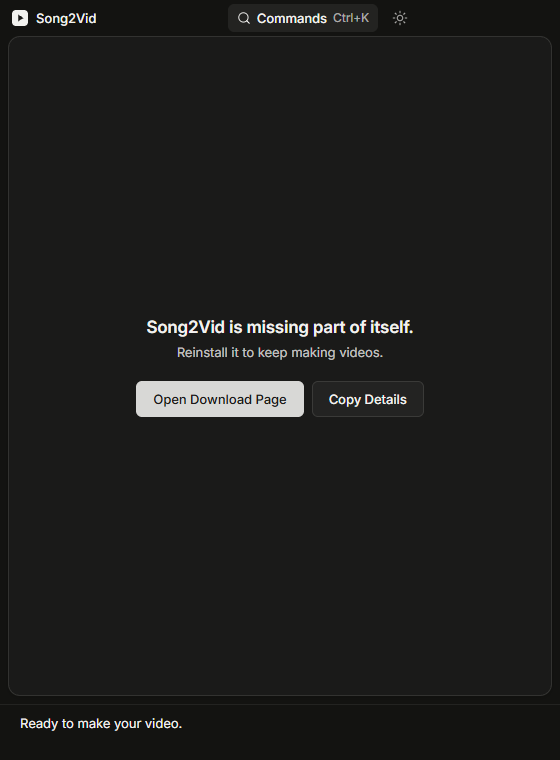 Song2Vid
Commands Ctrl+K
Song2Vid is missing part of itself.
Reinstall it to keep making videos.
Open Download Page
Copy Details
Ready to make your video.